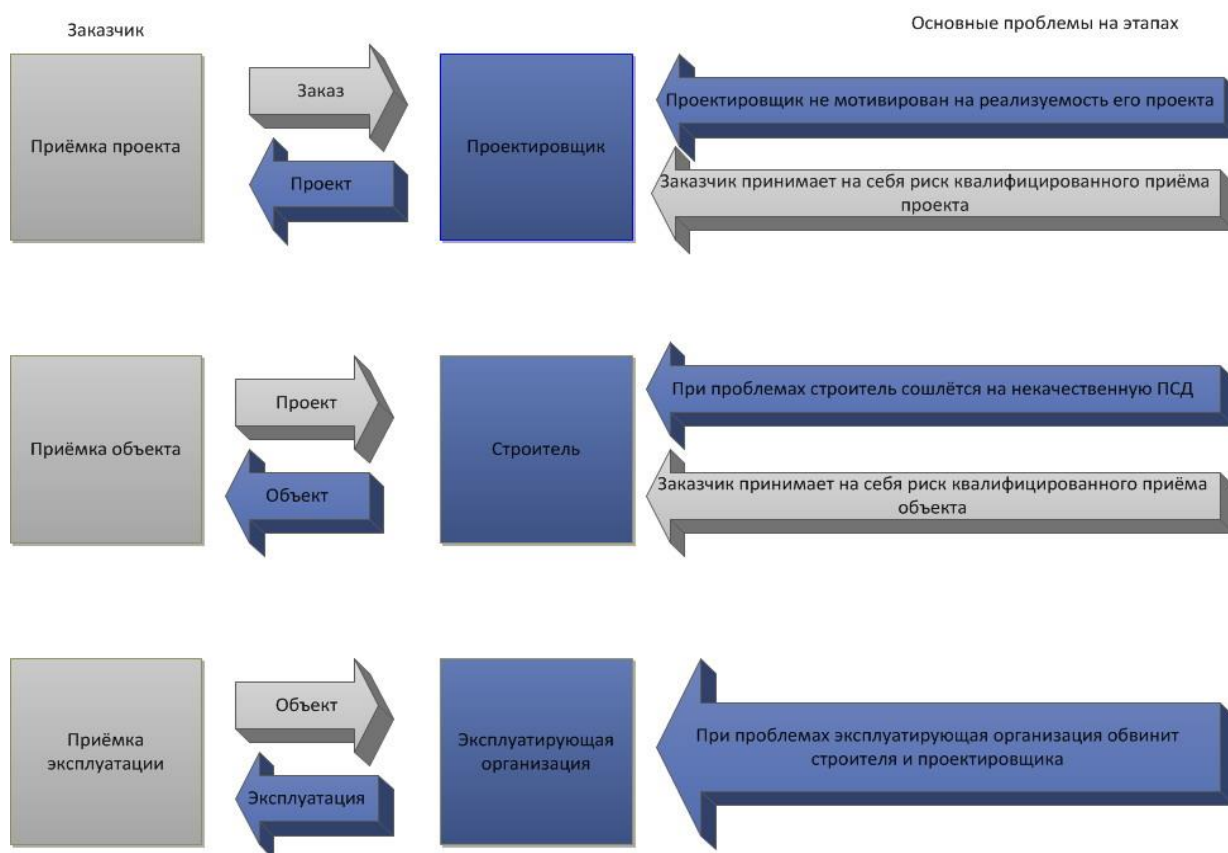 Заказчик
Основные проблемы на этапах
Приёмка проекта
Заказ
Проект
Проектировщик
Проектировщик не мотивирован на реализуемость его проекта
Заказчик принимает на себя риск квалифицированного приёма
проекта
Приёмка объекта
Проект
Объект
Строитель
При проблемах строитель сошлётся на некачественную ПСД
Заказчик принимает на себя риск квалифицированного приёма
объекта
Приёмка
эксплуатации
Объект
Эксплуатация
Эксплуатирующая
организация
При проблемах эксплуатирующая организация обвинит
строителя и проектировщика